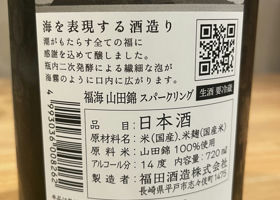 海を表現する酒造り
潮がもたらす全ての福に
感謝を込めて醸しました。
瓶内二次発酵による繊細な泡が
海霧のように口内に広がります。
生酒 要冷蔵
福海 山田錦 スパークリング
品目:日本酒
原材料名:米(国産)、米麹(国産米)
原料米:山田錦 100%使用
アルコール分:14度 内容量:720㎖
製造者:福田酒造株式会社
長崎県平戸市志々伎町1475